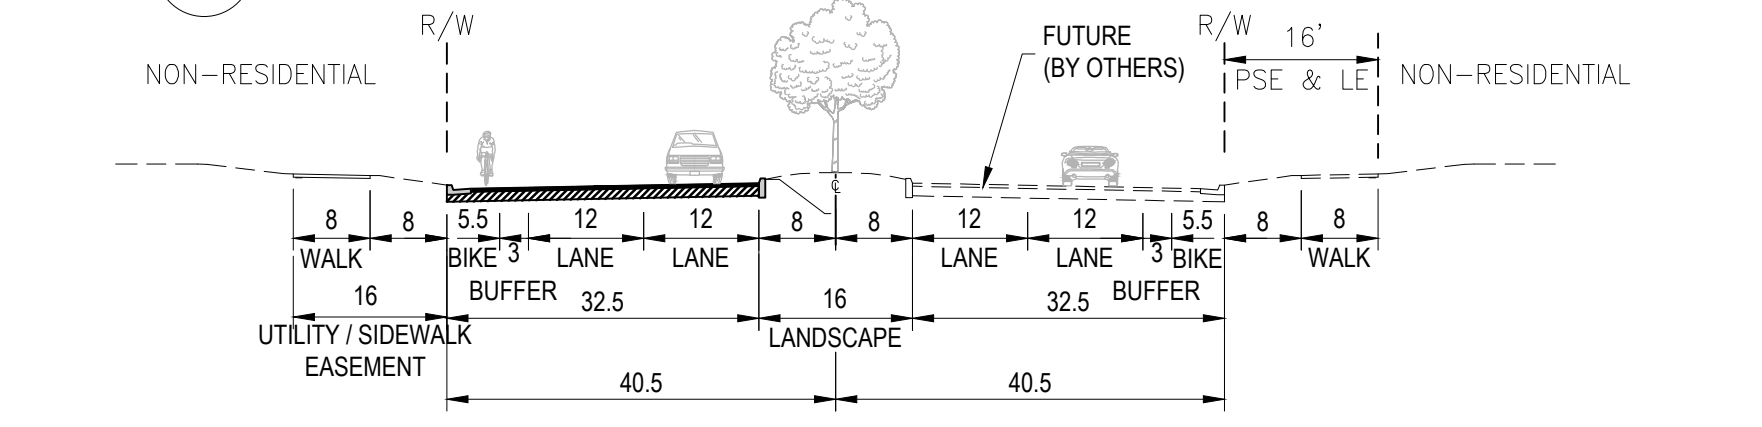 R/W
R/W
FUTURE
(BY OTHERS)
16'
NON-RESIDENTIAL
PSE & LE
NON-RESIDENTIAL
℄
8 8 5.5 3 12 12 8 8 12 12 3 5.5 8 8
WALK BIKE LANE LANE LANE LANE BIKE WALK
BUFFER BUFFER
16 32.5 16 32.5
UTILITY / SIDEWALK
EASEMENT
LANDSCAPE
40.5 40.5